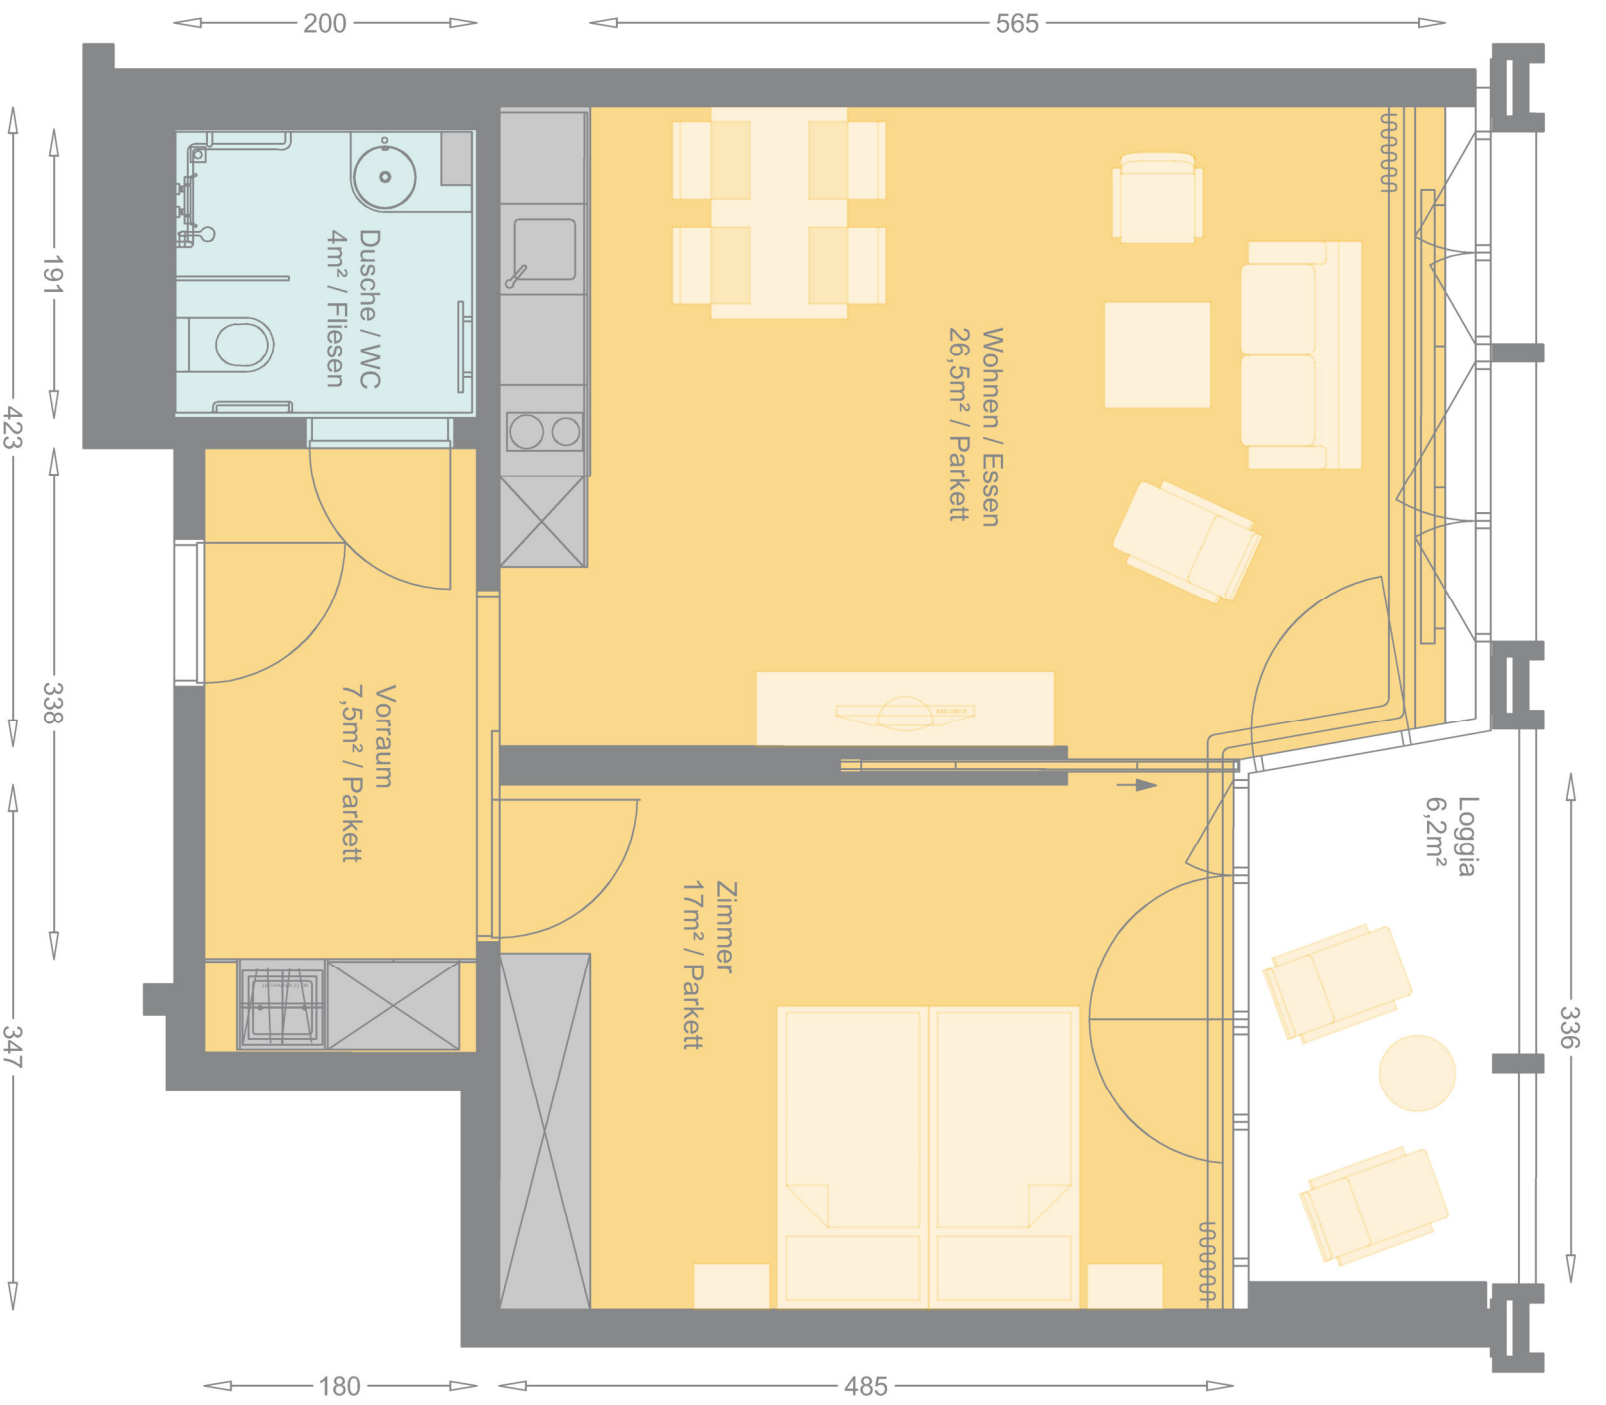 200
565
191
423
338
347
336
180
485
Dusche / WC
4m² / Fliesen
Wohnen / Essen
26,5m² / Parkett
Vorraum
7,5m² / Parkett
Zimmer
17m² / Parkett
Loggia
6,2m²